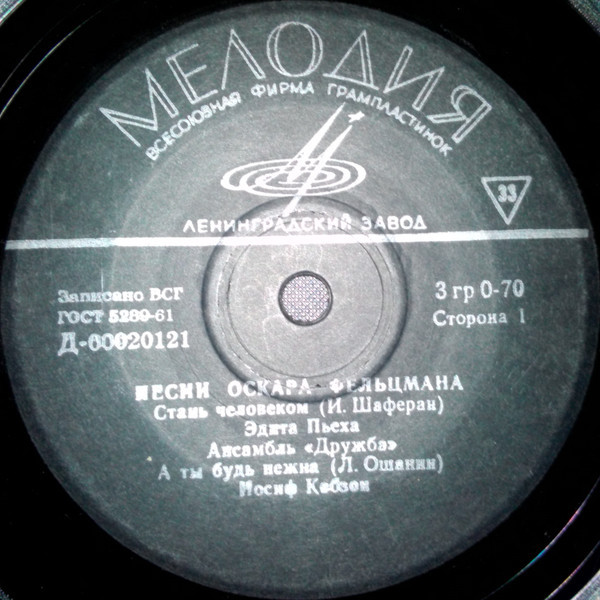 МЕЛОДИЯ
ВСЕСОЮЗНАЯ ФИРМА ГРАМПЛАСТИНОК
33
ЛЕНИНГРАДСКИЙ ЗАВОД
Записано ВСГ
ГОСТ 5289-61
Д-00020121
3 гр 0-70
Сторона 1
ПЕСНИ ОСКАРА ФЕЛЬЦМАНА
Стань человеком (И. Шаферан)
Эдита Пьеха
Ансамбль «Дружба»
А ты будь нежна (Л. Ошанин)
Иосиф Кобзон